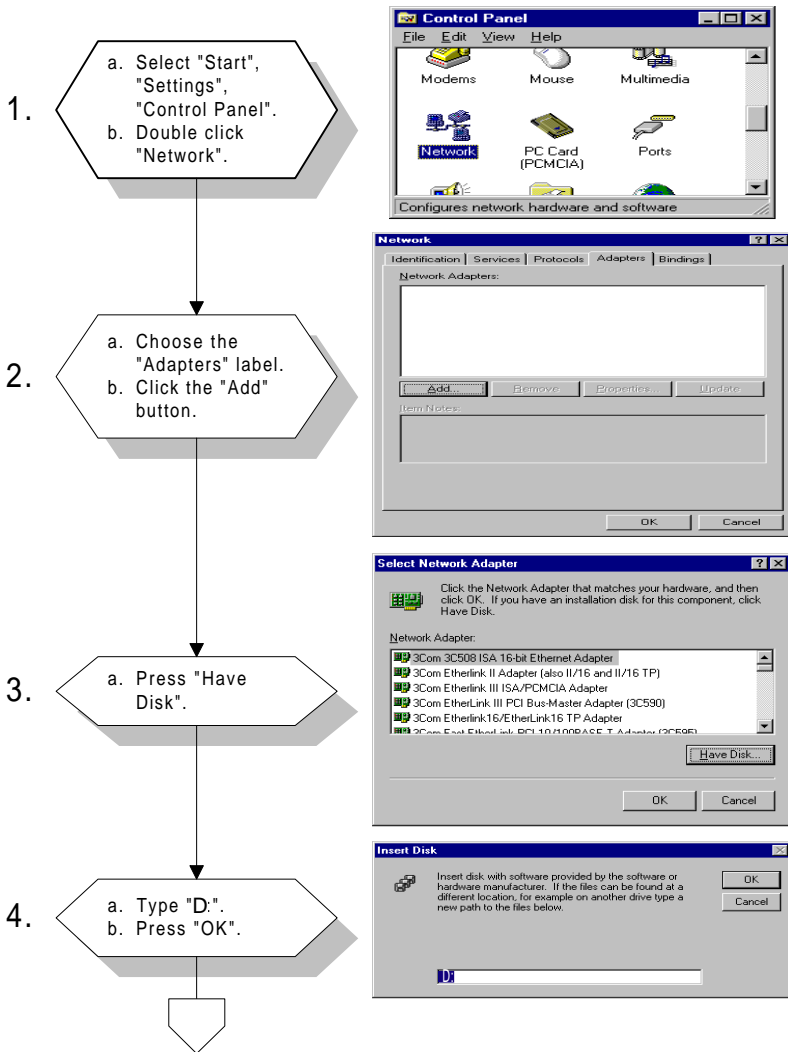 1.
a. Select "Start",
"Settings",
"Control Panel".
b. Double click
"Network".
Control Panel
File Edit View Help
Modems Mouse Multimedia
Network PC Card
(PCMCIA) Ports
Configures network hardware and software
2.
a. Choose the
"Adapters" label.
b. Click the "Add"
button.
Network
Identification Services Protocols Adapters Bindings
Network Adapters:
Add... Remove Properties... Update
Item Notes:
OK Cancel
3.
a. Press "Have
Disk".
Select Network Adapter
Click the Network Adapter that matches your hardware, and then
click OK. If you have an installation disk for this component, click
Have Disk.
Network Adapter:
3Com 3C508 ISA 16-bit Ethernet Adapter
3Com Etherlink II Adapter (also II/16 and II/16 TP)
3Com Etherlink III ISA/PCMCIA Adapter
3Com EtherLink III PCI Bus-Master Adapter (3C590)
3Com Etherlink16/EtherLink16 TP Adapter
3Com Fast EtherLink PCI 10/100BASE-T Adapter (3C595)
Have Disk...
OK Cancel
4.
a. Type "D:".
b. Press "OK".
Insert Disk
Insert disk with software provided by the software or
hardware manufacturer. If the files can be found at a
different location, for example on another drive type a
new path to the files below.
OK
Cancel
D: